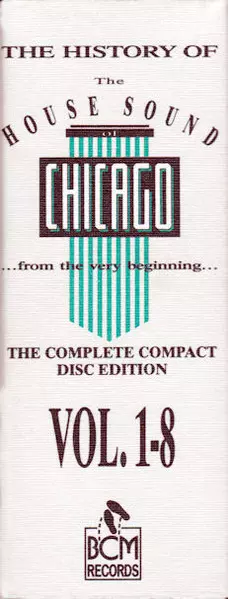 THE HISTORY OF
The
HOUSE SOUND
of
CHICAGO
...from the very beginning...
THE COMPLETE COMPACT
DISC EDITION
VOL. 1-8
BCM
RECORDS